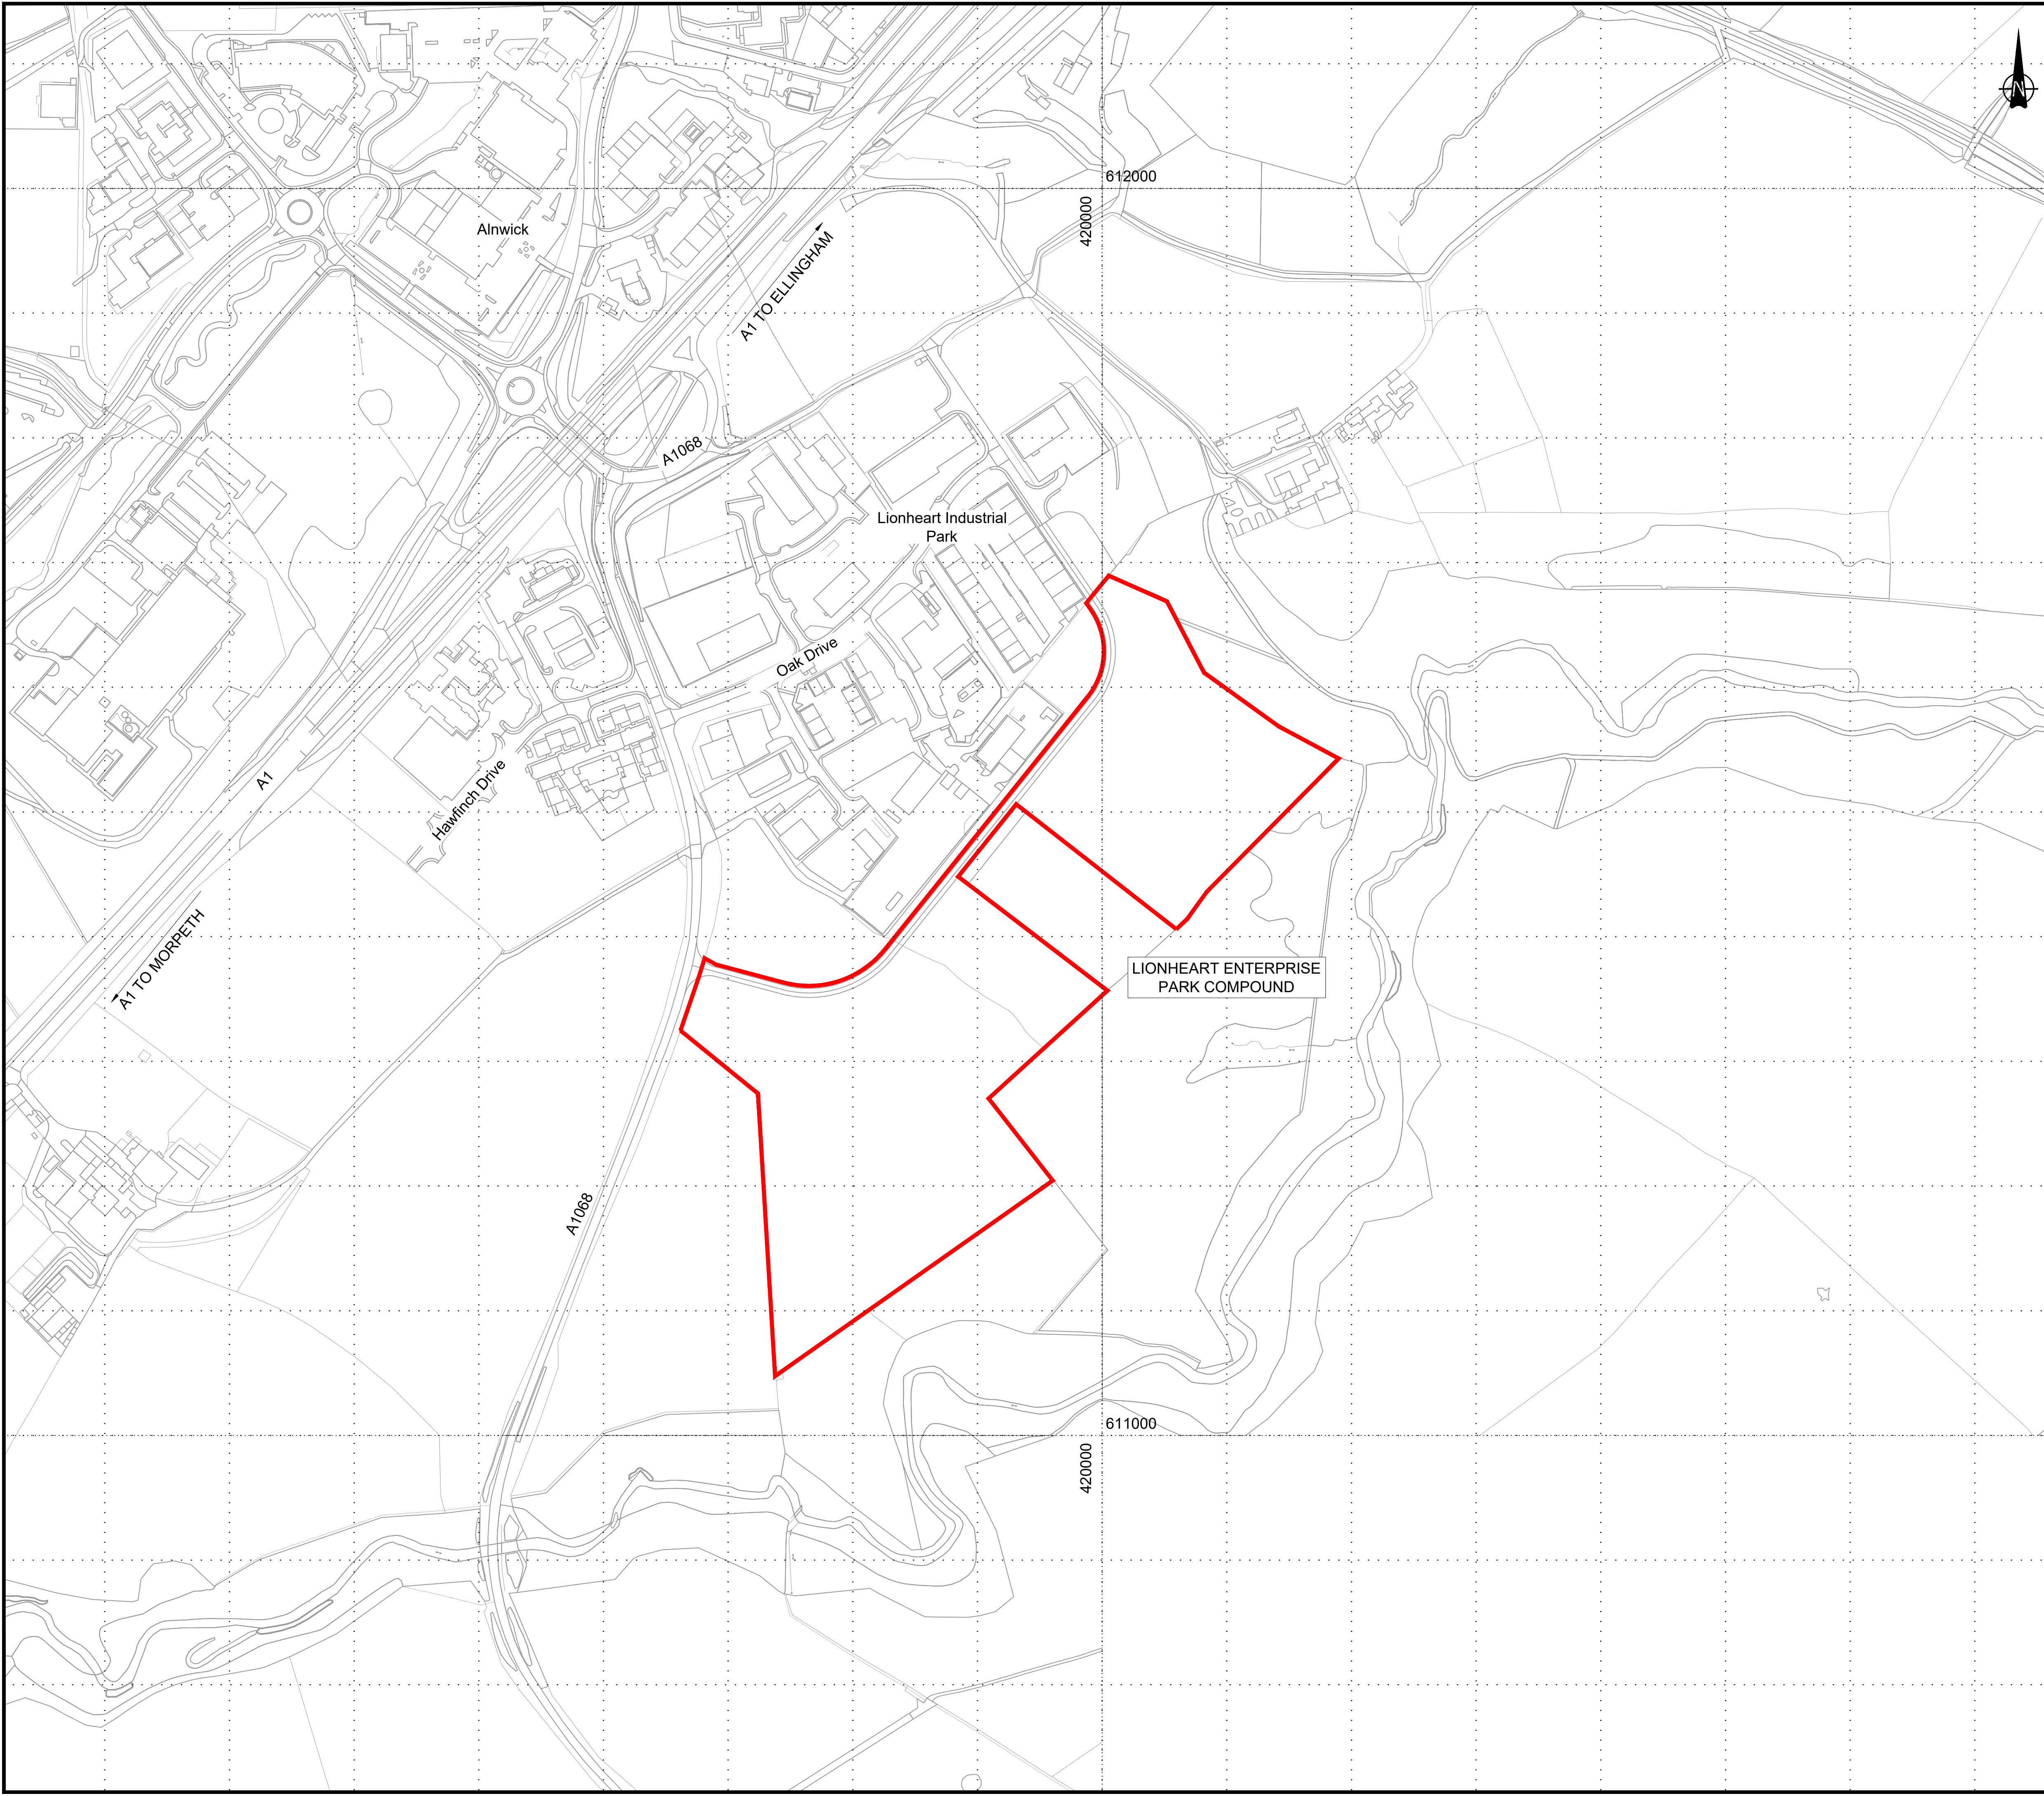 N
612000
420000
Alnwick
A1 TO ELLINGHAM
A1068
Lionheart Industrial
Park
Oak Drive
A1
Hawfinch Drive
A1 TO MORPETH
LIONHEART ENTERPRISE
PARK COMPOUND
A1068
611000
420000